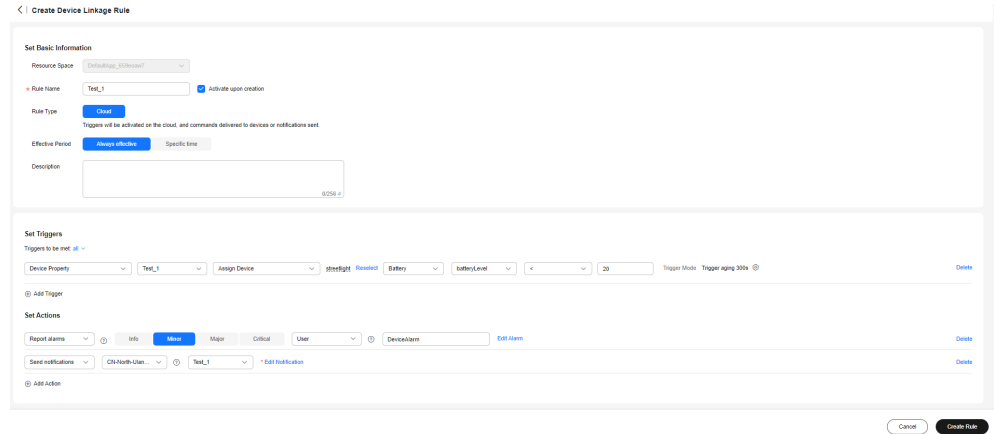 Create Device Linkage Rule
Set Basic Information
Resource Space
* Rule Name Test_1 Activate upon creation
Rule Type Cloud
Triggers will be activated on the cloud, and commands delivered to devices or notifications sent.
Effective Period Always effective Specific time
Description
0/256
Set Triggers
Triggers to be met: all
Device Property Test_1 Assign Device streetlight Reselect Battery batteryLevel < 20 Trigger Mode Trigger aging 300s Delete
Add Trigger
Set Actions
Report alarms Info Minor Major Critical User DeviceAlarm Edit Alarm Delete
Send notifications CN-North-Ulan... Test_1 * Edit Notification Delete
Add Action
Cancel Create Rule